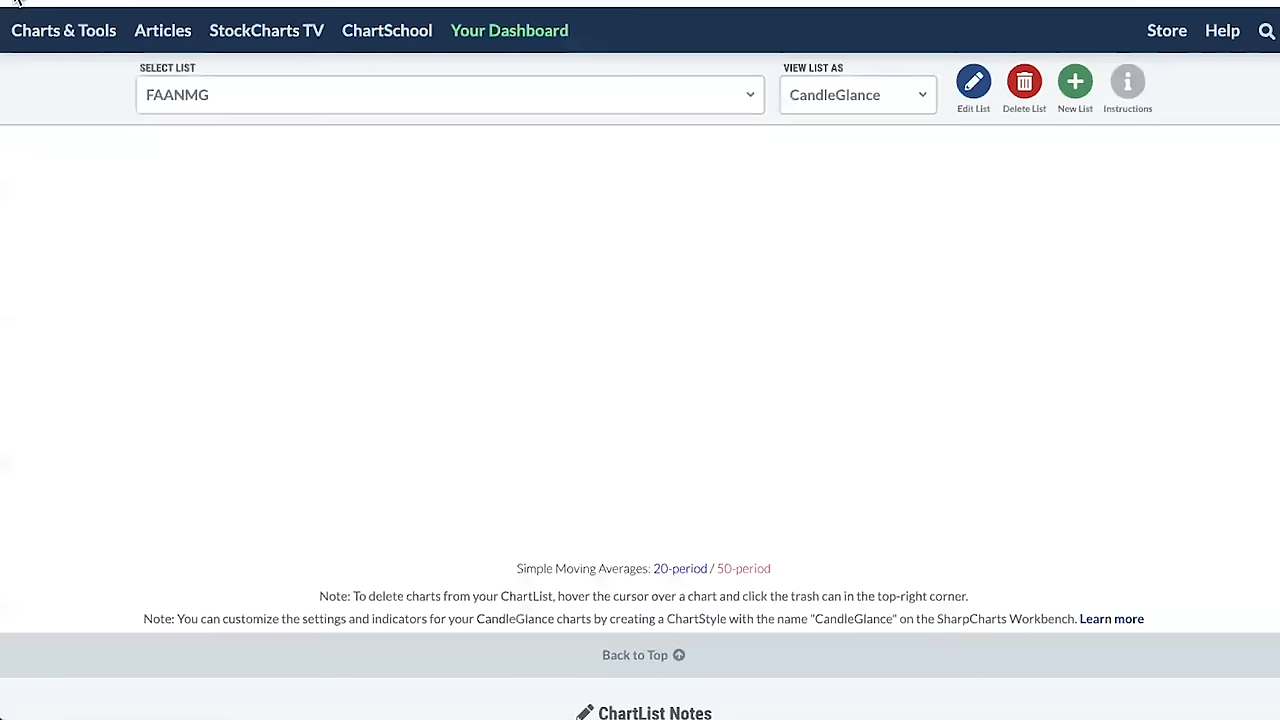 Charts & Tools Articles StockCharts TV ChartSchool Your Dashboard Store Help
SELECT LIST VIEW LIST AS
FAANMG CandleGlance
Edit List Delete List New List Instructions
Simple Moving Averages: 20-period / 50-period
Note: To delete charts from your ChartList, hover the cursor over a chart and click the trash can in the top-right corner.
Note: You can customize the settings and indicators for your CandleGlance charts by creating a ChartStyle with the name "CandleGlance" on the SharpCharts Workbench. Learn more
Back to Top
ChartList Notes